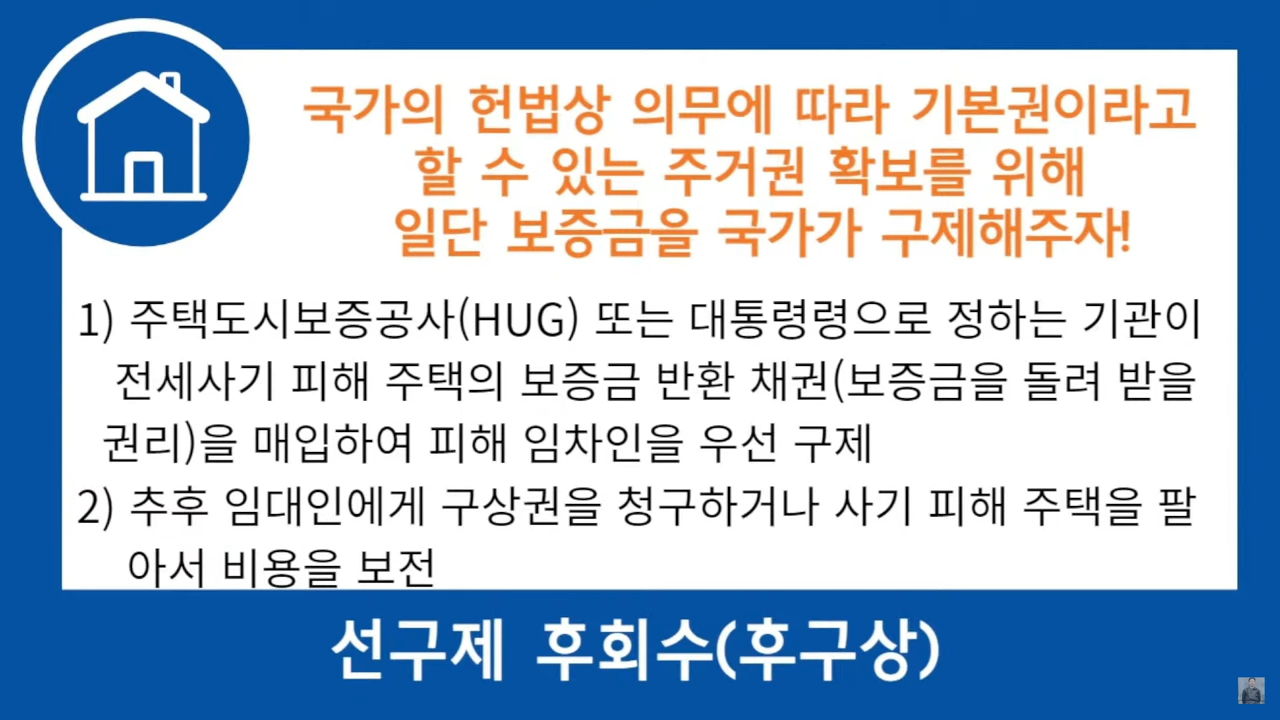 국가의 헌법상 의무에 따라 기본권이라고
할 수 있는 주거권 확보를 위해
일단 보증금을 국가가 구제해주자!
1) 주택도시보증공사(HUG) 또는 대통령령으로 정하는 기관이
전세사기 피해 주택의 보증금 반환 채권(보증금을 돌려 받을
권리)을 매입하여 피해 임차인을 우선 구제
2) 추후 임대인에게 구상권을 청구하거나 사기 피해 주택을 팔
아서 비용을 보전
선구제 후회수(후구상)